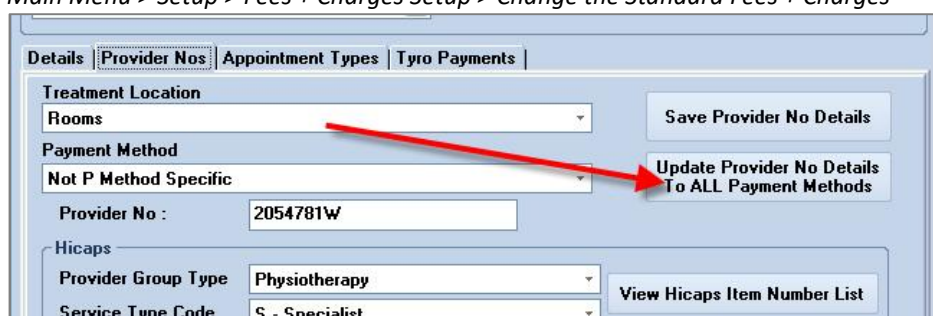 Main Menu > Setup > Fees + Charges Setup > Change the Standard Fees + Charges
Details | Provider Nos | Appointment Types | Tyro Payments |
Treatment Location
Rooms
Save Provider No Details
Payment Method
Not P Method Specific
Update Provider No Details
To ALL Payment Methods
Provider No :
2054781W
Hicaps
Provider Group Type
Physiotherapy
View Hicaps Item Number List
Service Type Code
S - Specialist